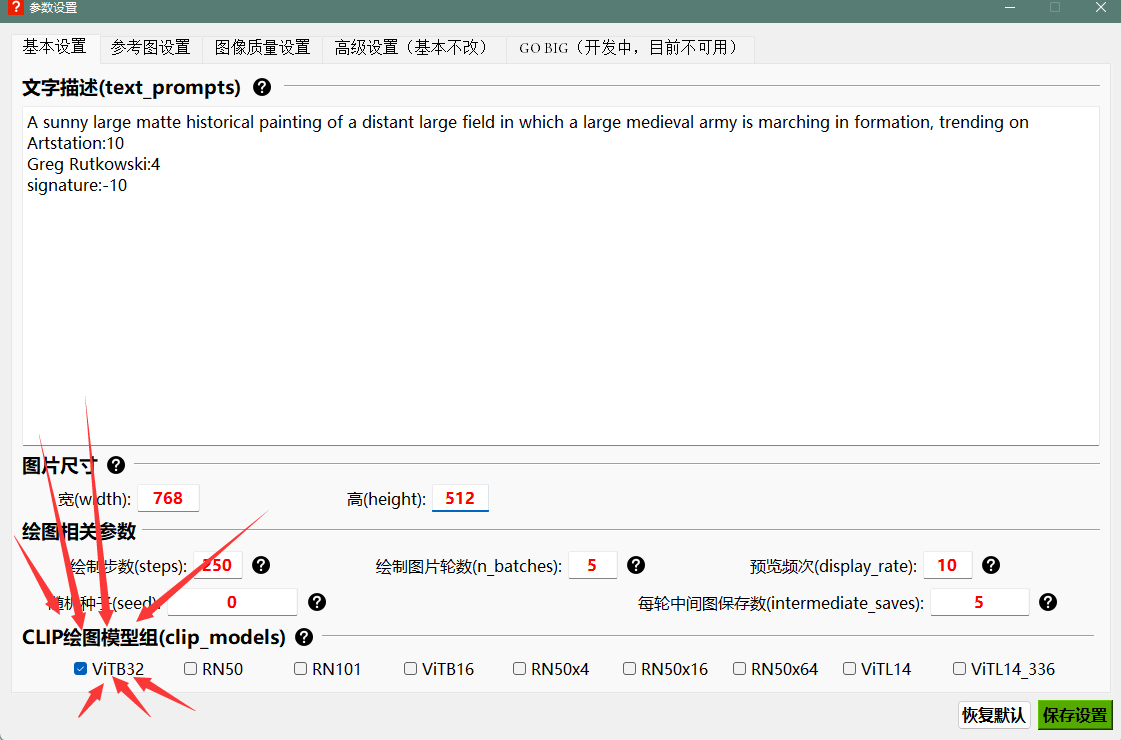 参数设置
基本设置 参考图设置 图像质量设置 高级设置（基本不改） GO BIG（开发中，目前不可用）
文字描述(text_prompts) ?
A sunny large matte historical painting of a distant large field in which a large medieval army is marching in formation, trending on
Artstation:10
Greg Rutkowski:4
signature:-10
图片尺寸 ?
宽(width): 768 高(height): 512
绘图相关参数
绘制步数(steps): 250 ? 绘制图片轮数(n_batches): 5 ? 预览频次(display_rate): 10 ?
随机种子(seed): 0 ? 每轮中间图保存数(intermediate_saves): 5 ?
CLIP绘图模型组(clip_models) ?
ViTB32 RN50 RN101 ViTB16 RN50x4 RN50x16 RN50x64 ViTL14 ViTL14_336
恢复默认 保存设置